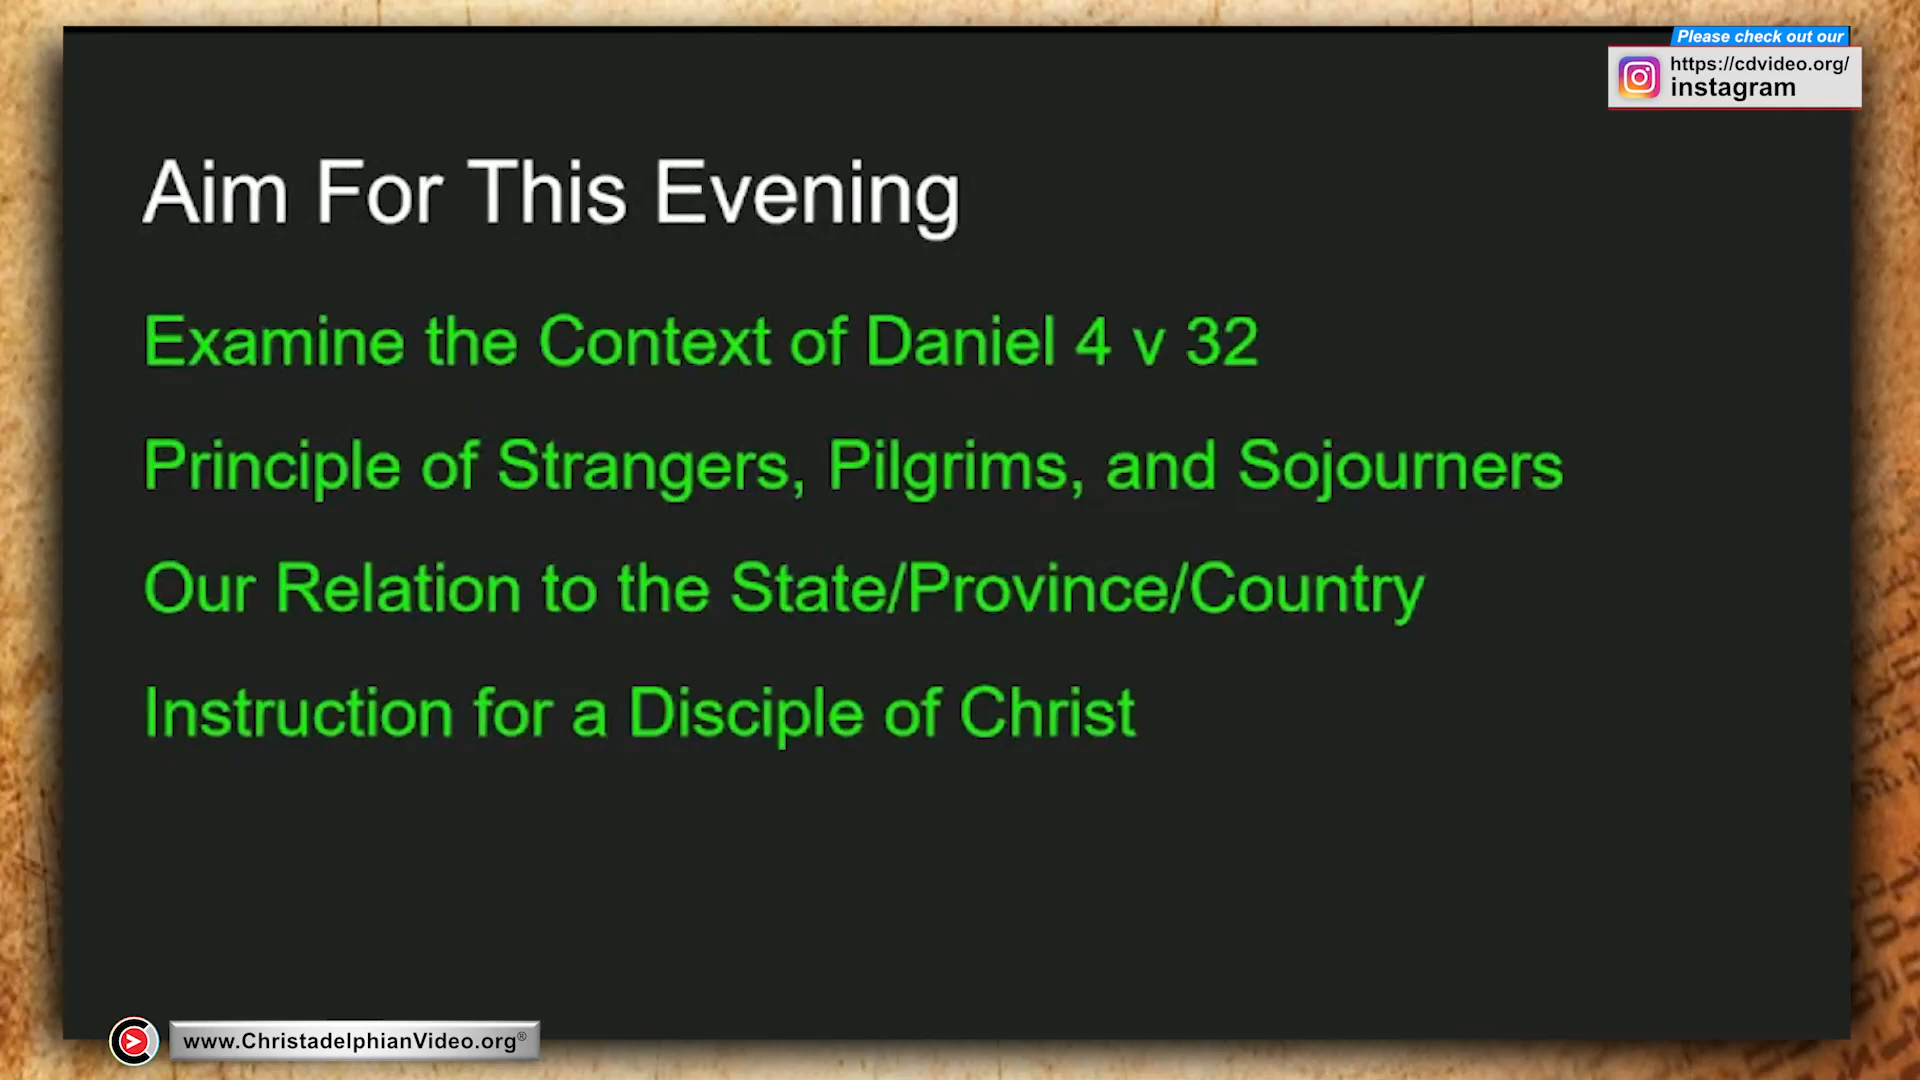 Please check out our
https://cdvideo.org/
instagram
Aim For This Evening
Examine the Context of Daniel 4 v 32
Principle of Strangers, Pilgrims, and Sojourners
Our Relation to the State/Province/Country
Instruction for a Disciple of Christ
www.ChristadelphianVideo.org®